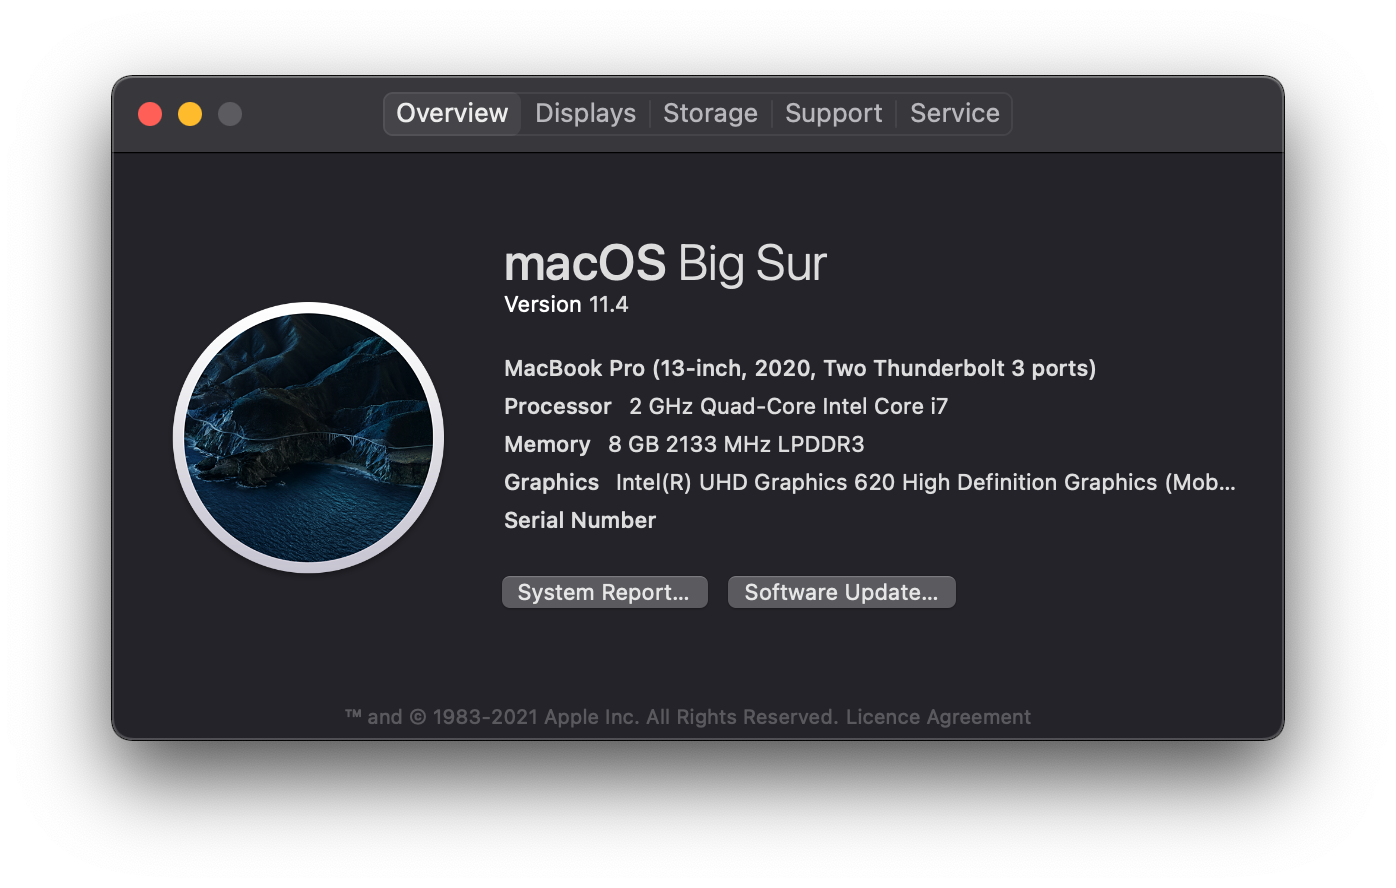 Overview Displays Storage Support Service
macOS Big Sur
Version 11.4
MacBook Pro (13-inch, 2020, Two Thunderbolt 3 ports)
Processor 2 GHz Quad-Core Intel Core i7
Memory 8 GB 2133 MHz LPDDR3
Graphics Intel(R) UHD Graphics 620 High Definition Graphics (Mob...
Serial Number
System Report... Software Update...
™ and © 1983-2021 Apple Inc. All Rights Reserved. Licence Agreement